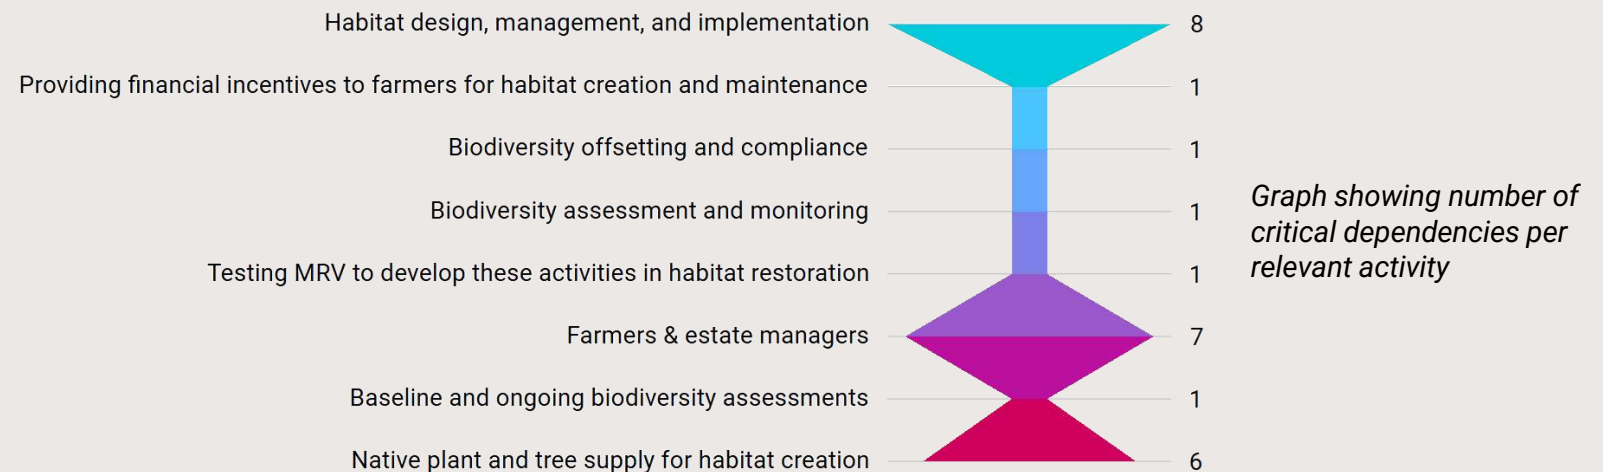 Habitat design, management, and implementation 8
Providing financial incentives to farmers for habitat creation and maintenance 1
Biodiversity offsetting and compliance 1
Biodiversity assessment and monitoring 1
Testing MRV to develop these activities in habitat restoration 1
Farmers & estate managers 7
Baseline and ongoing biodiversity assessments 1
Native plant and tree supply for habitat creation 6
Graph showing number of
critical dependencies per
relevant activity